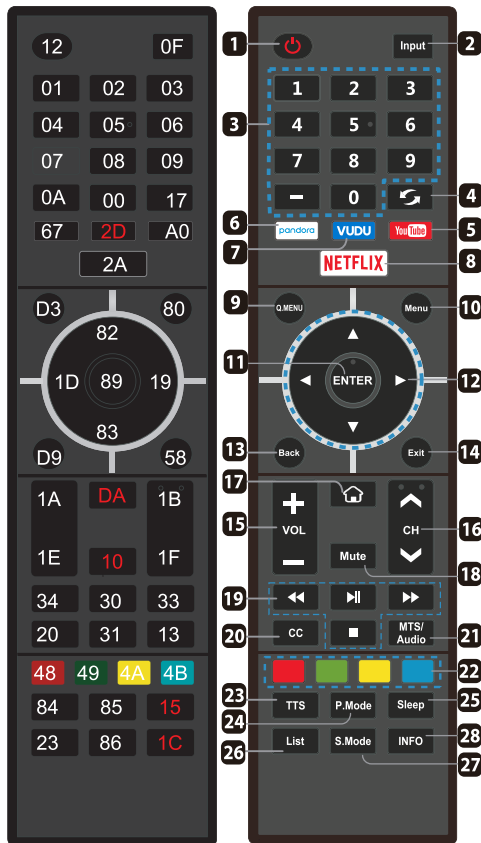 12 0F
01 02 03
04 05 06
07 08 09
0A 00 17
67 2D A0
2A
D3 80
82
1D 89 19
83
D9 58
1A DA 1B
1E 10 1F
34 30 33
20 31 13
48 49 4A 4B
84 85 15
23 86 1C
1 Input 2
1 2 3
3 4 5 6
7 8 9
- 0 4
6 pandora VUDU YouTube 5
7 NETFLIX 8
9 Q.MENU Menu 10
11 ENTER 12
13 Back Exit 14
17
15 + VOL - CH 16
Mute 18
19
20 CC MTS/
Audio 21
22
23 TTS P.Mode Sleep 25
24
26 List S.Mode INFO 28
27